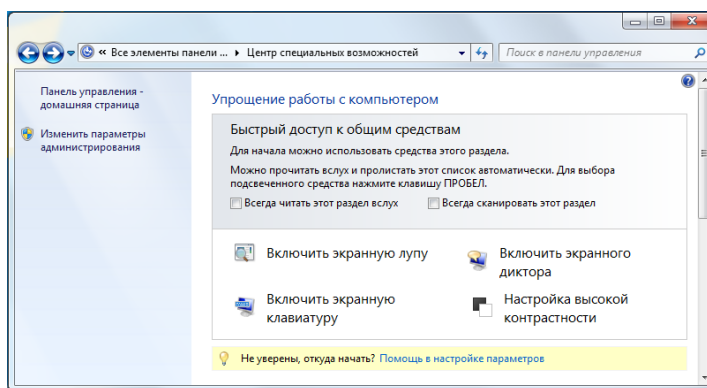 « Все элементы панели ... ▸ Центр специальных возможностей
Поиск в панели управления
Панель управления -
домашняя страница
Изменить параметры
администрирования
Упрощение работы с компьютером
Быстрый доступ к общим средствам
Для начала можно использовать средства этого раздела.
Можно прочитать вслух и пролистать этот список автоматически. Для выбора
подсвеченного средства нажмите клавишу ПРОБЕЛ.
Всегда читать этот раздел вслух
Всегда сканировать этот раздел
Включить экранную лупу
Включить экранного
диктора
Включить экранную
клавиатуру
Настройка высокой
контрастности
Не уверены, откуда начать? Помощь в настройке параметров